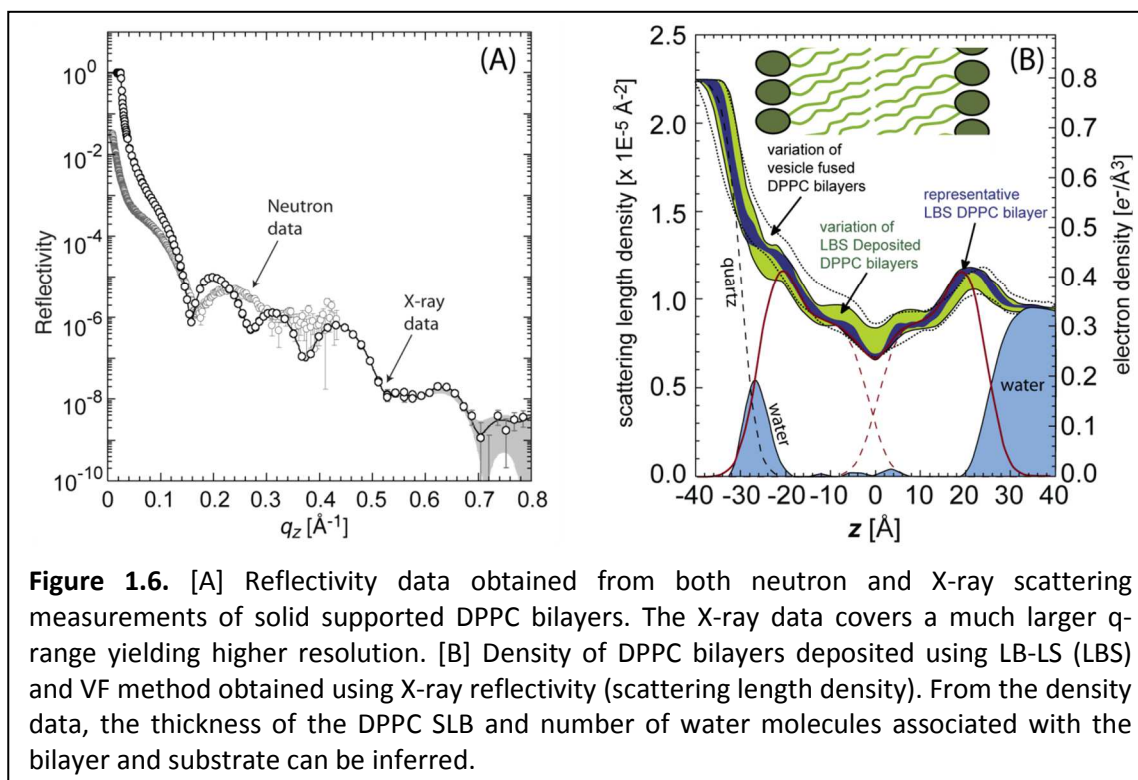 (A)
10⁰
10⁻²
10⁻⁴
10⁻⁶
10⁻⁸
10⁻¹⁰
Reflectivity
Neutron
data
X-ray
data
0 0.1 0.2 0.3 0.4 0.5 0.6 0.7 0.8
q_z [Å⁻¹]
(B)
2.5
2.0
1.5
1.0
0.5
0.0
scattering length density [x 1E-5 Å-2]
variation of
vesicle fused
DPPC bilayers
variation of
LBS Deposited
DPPC bilayers
representative
LBS DPPC bilayer
quartz
water
water
0.8
0.7
0.6
0.5
0.4
0.3
0.2
0.1
0.0
electron density [e⁻/Å³]
-40 -30 -20 -10 0 10 20 30 40
z [Å]
Figure 1.6. [A] Reflectivity data obtained from both neutron and X-ray scattering
measurements of solid supported DPPC bilayers. The X-ray data covers a much larger q-
range yielding higher resolution. [B] Density of DPPC bilayers deposited using LB-LS (LBS)
and VF method obtained using X-ray reflectivity (scattering length density). From the density
data, the thickness of the DPPC SLB and number of water molecules associated with the
bilayer and substrate can be inferred.